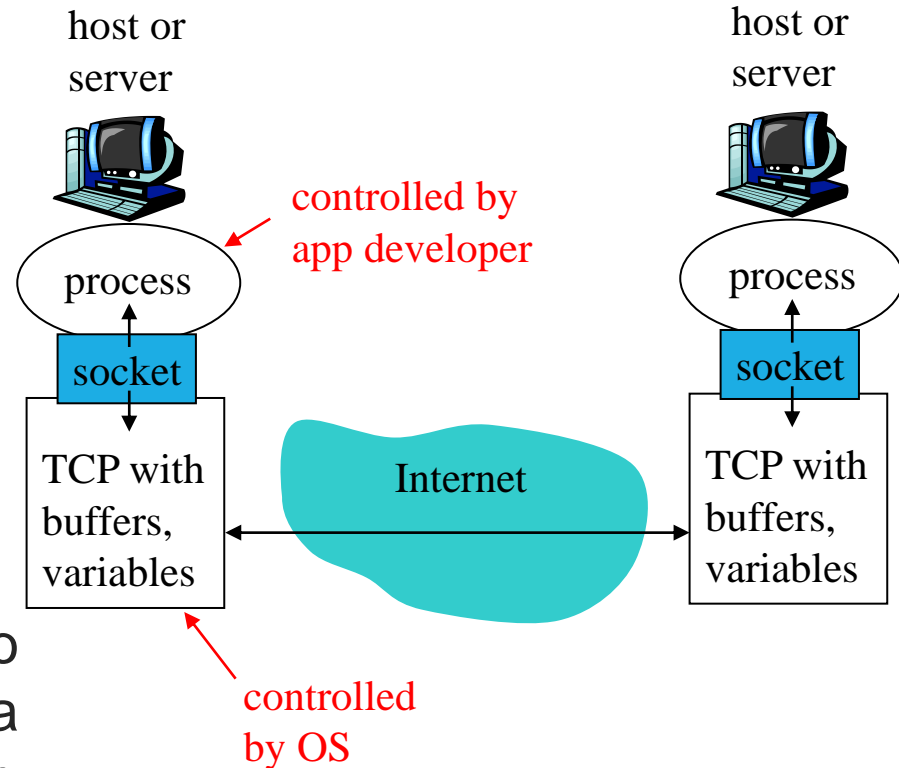 host or
server
host or
server
controlled by
app developer
process
process
socket
socket
TCP with
buffers,
variables
Internet
TCP with
buffers,
variables
o
a
controlled
by OS